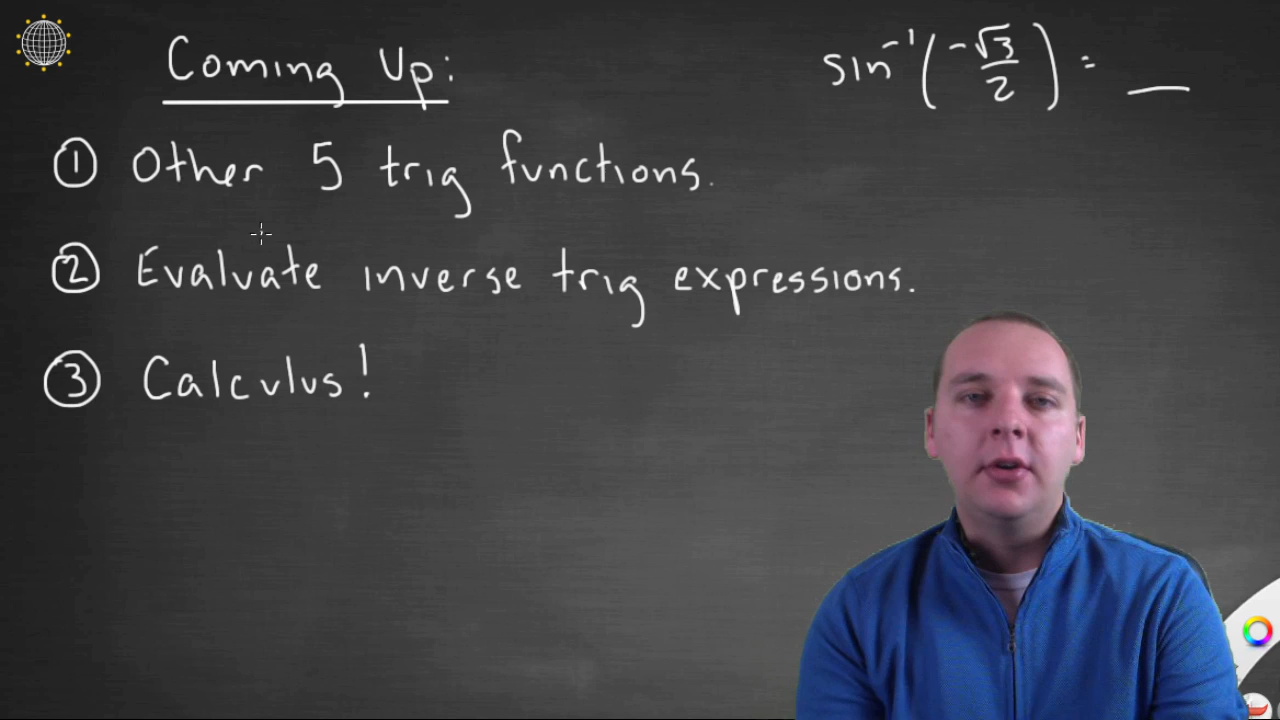 Coming Up:
sin⁻¹(-√3/2) = __
① Other 5 trig functions.
② Evaluate inverse trig expressions.
③ Calculus!